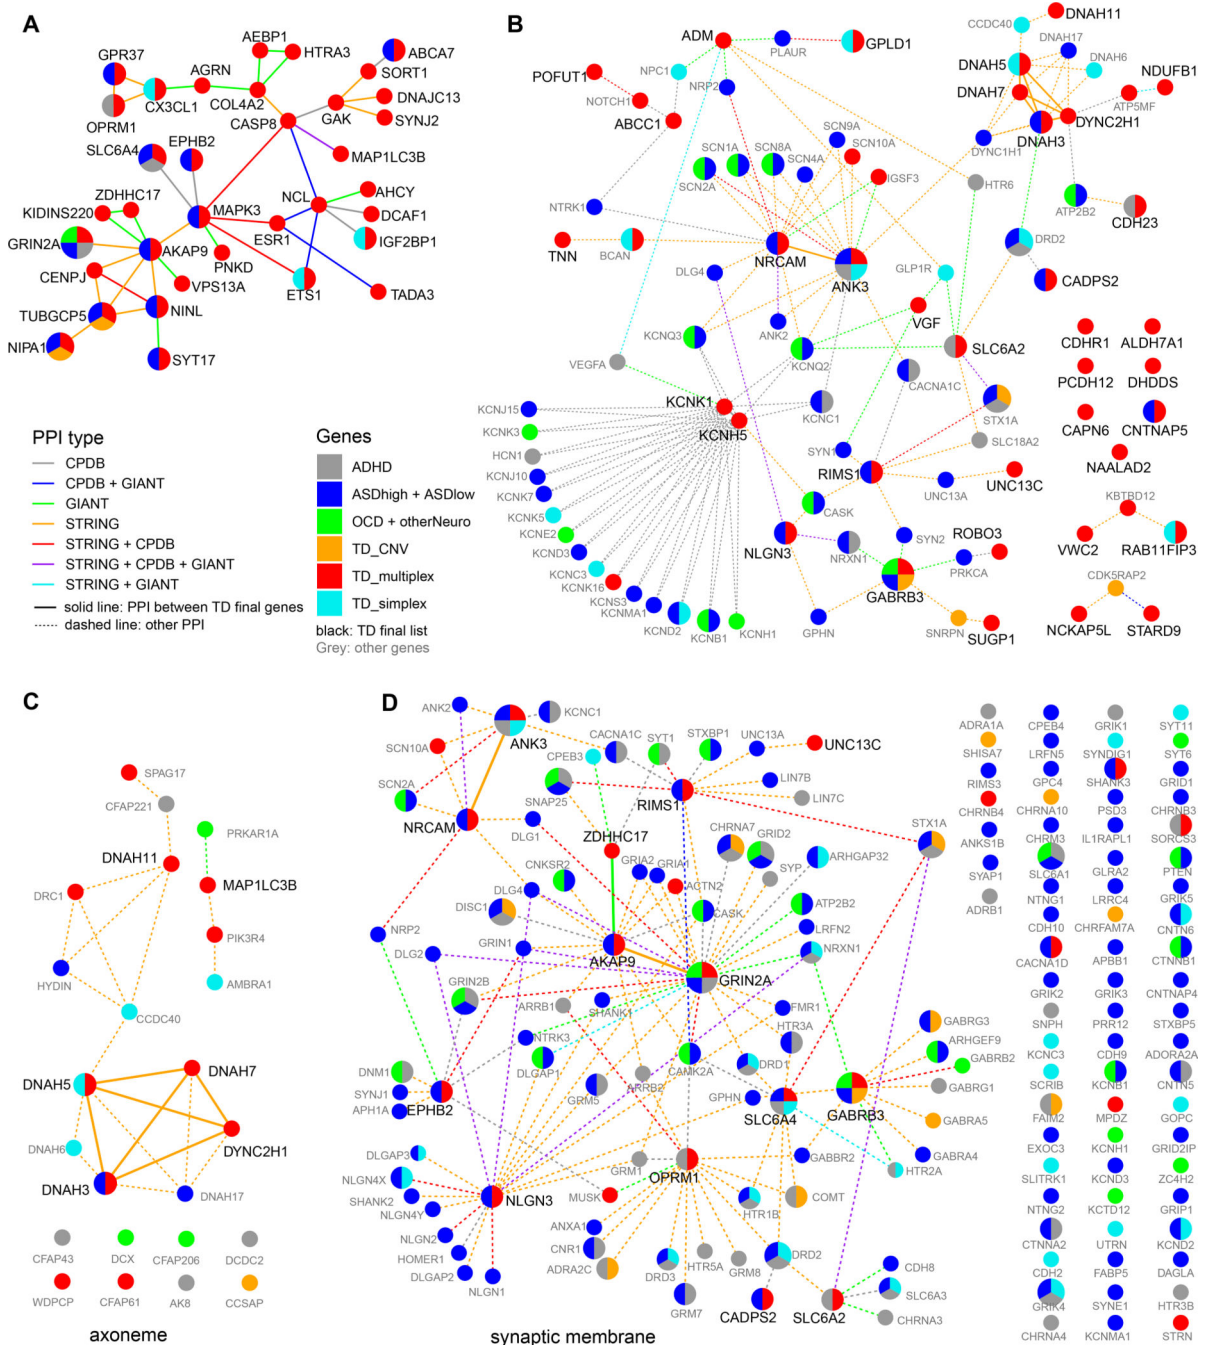 A
AEBP1
HTRA3
GPR37
ABCA7
AGRN
SORT1
CX3CL1
COL4A2
DNAJC13
OPRM1
GAK
SYNJ2
CASP8
SLC6A4
EPHB2
MAP1LC3B
ZDHHC17
NCL
AHCY
KIDINS220
MAPK3
DCAF1
GRIN2A
ESR1
IGF2BP1
AKAP9
PNKD
CENPJ
VPS13A
ETS1
TADA3
TUBGCP5
NINL
NIPA1
SYT17
PPI type
CPDB
CPDB + GIANT
GIANT
STRING
STRING + CPDB
STRING + CPDB + GIANT
STRING + GIANT
solid line: PPI between TD final genes
dashed line: other PPI
Genes
ADHD
ASDhigh + ASDlow
OCD + otherNeuro
TD_CNV
TD_multiplex
TD_simplex
black: TD final list
Grey: other genes
B
ADM
PLAUR
GPLD1
POFUT1
NPC1
NRP2
NOTCH1
ABCC1
CCDC40
DNAH11
DNAH17
DNAH5
DNAH6
NDUFB1
DNAH7
ATP5MF
DYNC2H1
DYNC1H1
DNAH3
SCN9A
SCN1A
SCN8A
SCN10A
SCN4A
SCN2A
IGSF3
HTR6
ATP2B2
CDH23
NTRK1
DRD2
TNN
BCAN
NRCAM
ANK3
GLP1R
CADPS2
DLG4
VGF
KCNQ3
ANK2
KCNQ2
SLC6A2
VEGFA
CACNA1C
STX1A
KCNK1
KCNH5
KCNC1
SLC18A2
KCNJ15
KCNK3
HCN1
KCNJ10
KCNK7
KCNK5
KCNE2
KCND3
KCNC3
KCNK16
KCNS3
KCNMA1
KCND2
KCNB1
KCNH1
SYN1
RIMS1
UNC13A
UNC13C
CASK
NLGN3
NRXN1
SYN2
ROBO3
PRKCA
GABRB3
GPHN
SNRPN
SUGP1
CDHR1
ALDH7A1
PCDH12
DHDDS
CAPN6
CNTNAP5
NAALAD2
KBTBD12
VWC2
RAB11FIP3
CDK5RAP2
NCKAP5L
STARD9
C
SPAG17
CFAP221
PRKAR1A
DNAH11
MAP1LC3B
DRC1
PIK3R4
HYDIN
AMBRA1
CCDC40
DNAH7
DNAH5
DYNC2H1
DNAH6
DNAH3
DNAH17
CFAP43
DCX
CFAP206
DCDC2
WDPCP
CFAP61
AK8
CCSAP
axoneme
D
ANK2
KCNC1
ANK3
SCN10A
CACNA1C
SYT1
STXBP1
UNC13A
UNC13C
CPEB3
SCN2A
SNAP25
RIMS1
LIN7B
LIN7C
NRCAM
DLG1
ZDHHC17
CHRNA7
GRID2
STX1A
CNKSR2
GRIA2
GRIA1
SYP
ARHGAP32
DLG4
ACTN2
DISC1
CASK
ATP2B2
NRP2
GRIN1
LRFN2
DLG2
AKAP9
NRXN1
GRIN2A
GRIN2B
ARRB1
SHANK1
FMR1
HTR3A
GABRG3
NTRK3
ARHGEF9
DNM1
DLGAP1
CAMK2A
DRD1
GABRB2
SYNJ1
GRM5
ARRB2
GPHN
GABRG1
APH1A
EPHB2
SLC6A4
GABRB3
GABRA5
DLGAP3
GRM1
OPRM1
GABBR2
GABRA4
NLGN4X
HTR2A
SHANK2
NLGN3
MUSK
COMT
NLGN4Y
HTR1B
NLGN2
ANXA1
HOMER1
CNR1
DRD2
DLGAP2
ADRA2C
DRD3
HTR5A
GRM8
CDH8
NLGN1
SLC6A3
GRM7
CADPS2
SLC6A2
CHRNA3
synaptic membrane
ADRA1A
CPEB4
GRIK1
SYT11
SHISA7
LRFN5
SYNDIG1
SYT6
RIMS3
GPC4
SHANK3
GRID1
CHRNB4
CHRNA10
PSD3
CHRNB3
ANKS1B
CHRM3
IL1RAPL1
SORCS3
SYAP1
SLC6A1
GLRA2
PTEN
ADRB1
NTNG1
LRRC4
GRIK5
CDH10
CHRFAM7A
CNTN6
CACNA1D
APBB1
CTNNB1
GRIK2
GRIK3
CNTNAP4
SNPH
PRR12
STXBP5
KCNC3
CDH9
ADORA2A
SCRIB
KCNB1
CNTN5
FAIM2
MPDZ
GOPC
EXOC3
KCNH1
GRID2IP
SLITRK1
KCND3
ZC4H2
NTNG2
KCTD12
GRIP1
CTNNA2
UTRN
KCND2
CDH2
FABP5
DAGLA
GRIK4
SYNE1
HTR3B
CHRNA4
KCNMA1
STRN